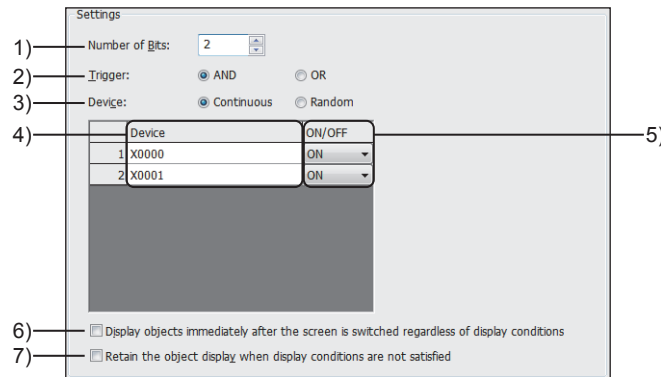 Settings
1) Number of Bits: 2
2) Trigger: AND OR
3) Device: Continuous Random
4) Device ON/OFF 5)
1 X0000 ON
2 X0001 ON
6) Display objects immediately after the screen is switched regardless of display conditions
7) Retain the object display when display conditions are not satisfied